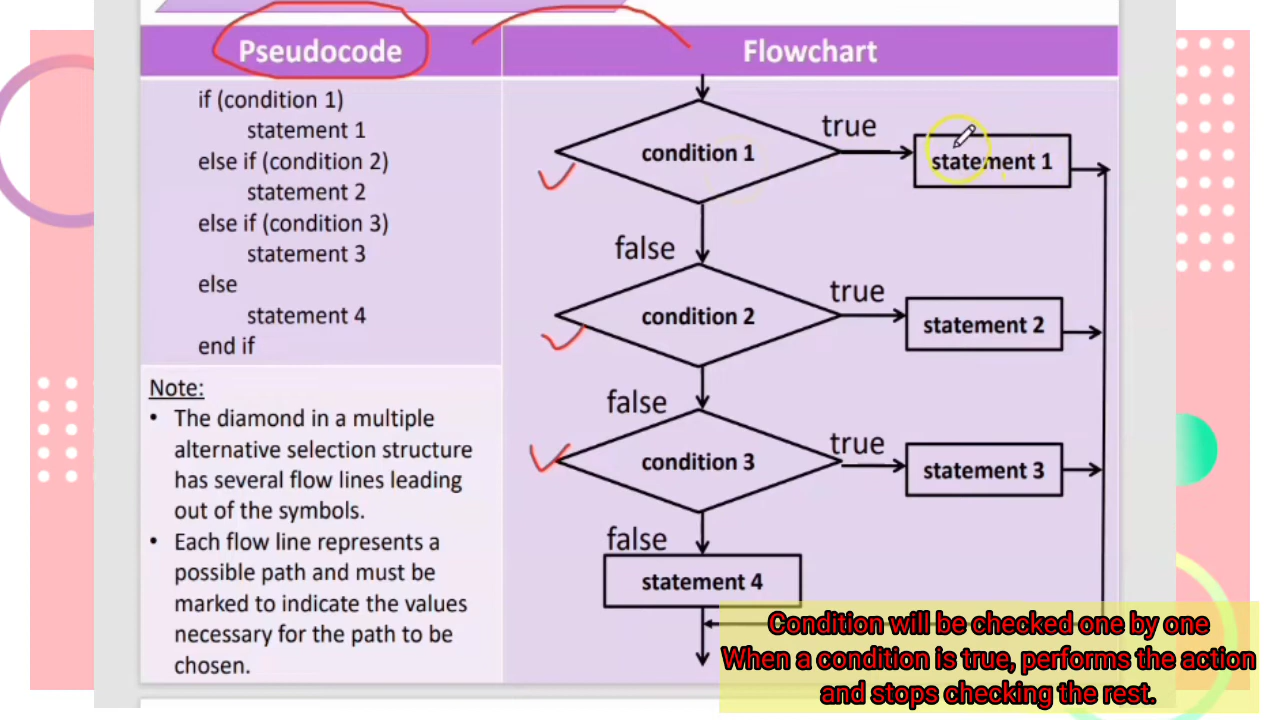 Pseudocode
Flowchart
if (condition 1)
statement 1
else if (condition 2)
statement 2
else if (condition 3)
statement 3
else
statement 4
end if
Note:
• The diamond in a multiple
alternative selection structure
has several flow lines leading
out of the symbols.
• Each flow line represents a
possible path and must be
marked to indicate the values
necessary for the path to be
chosen.
condition 1
true
statement 1
false
condition 2
true
statement 2
false
condition 3
true
statement 3
false
statement 4
Condition will be checked one by one
When a condition is true, performs the action
and stops checking the rest.